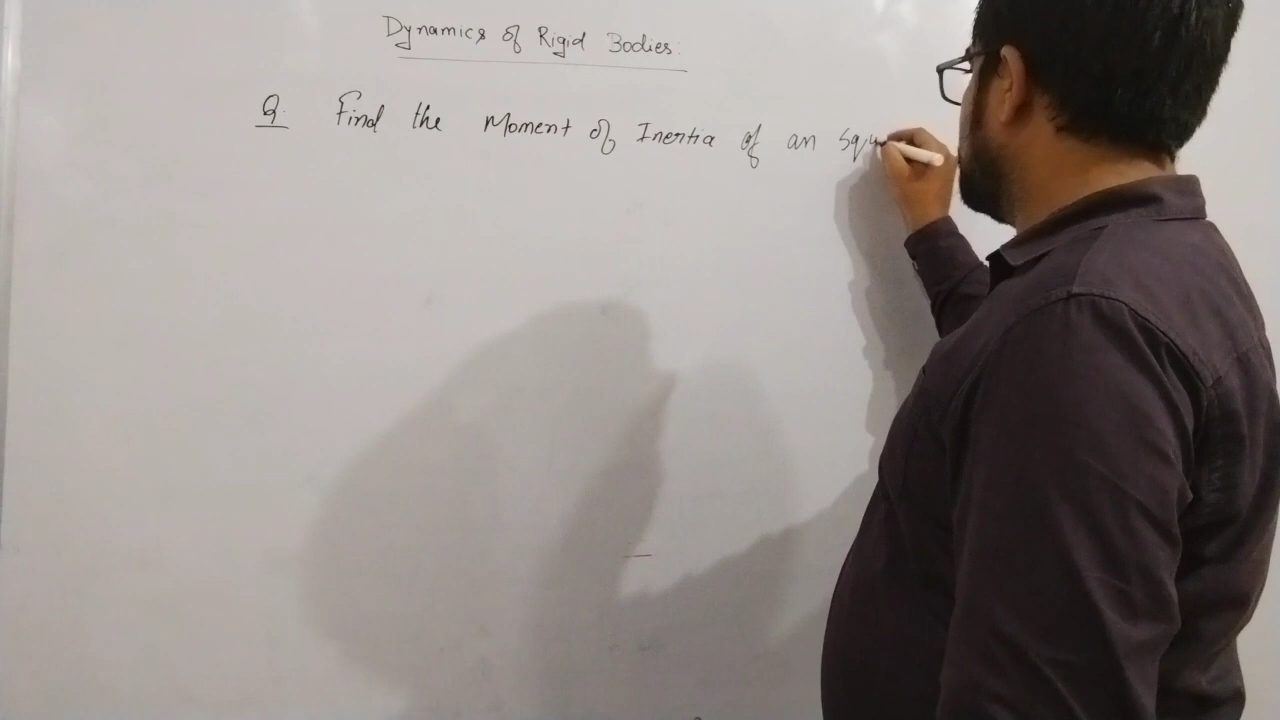 Dynamics of Rigid Bodies:
Q. Find the Moment of Inertia of an Squ